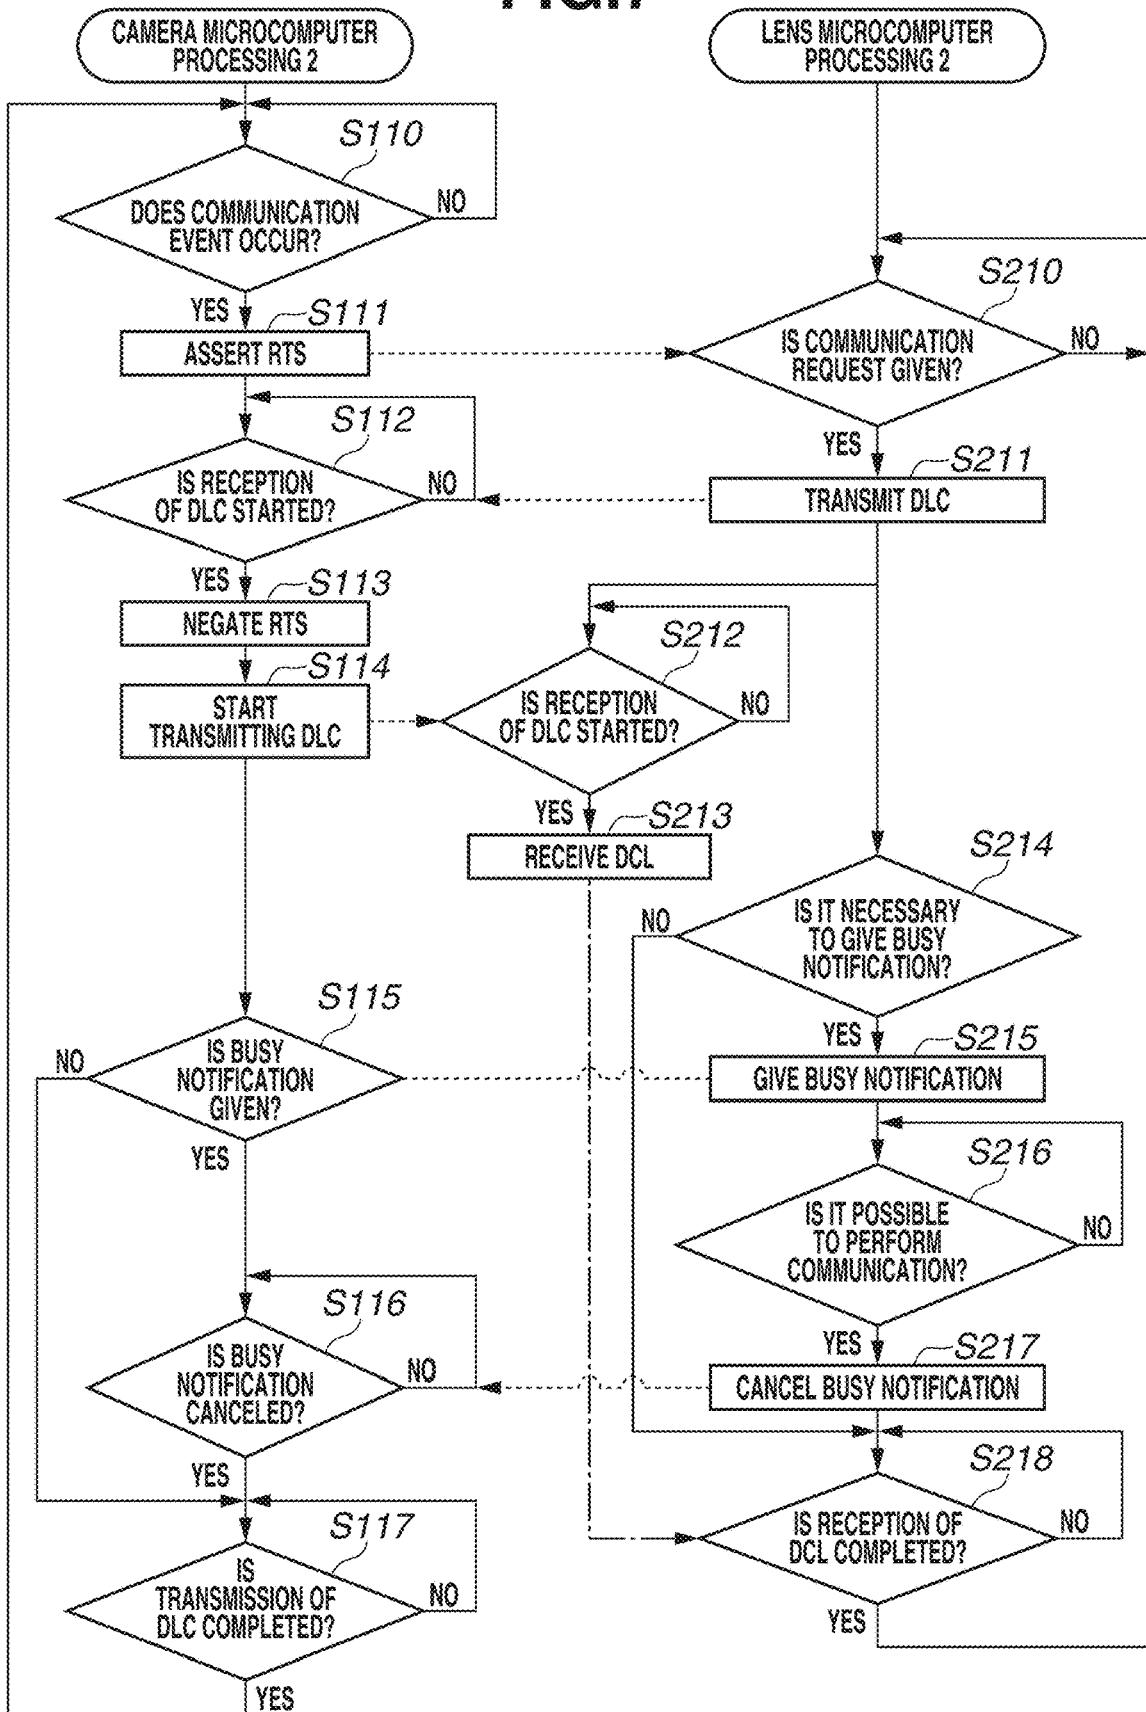 CAMERA MICROCOMPUTER
PROCESSING 2
S110
DOES COMMUNICATION
EVENT OCCUR?
NO
YES
S111
ASSERT RTS
S112
IS RECEPTION
OF DLC STARTED?
NO
YES
S113
NEGATE RTS
S114
START
TRANSMITTING DLC
S115
IS BUSY
NOTIFICATION
GIVEN?
NO
YES
S116
IS BUSY
NOTIFICATION
CANCELED?
NO
YES
S117
IS
TRANSMISSION OF
DLC COMPLETED?
NO
YES
LENS MICROCOMPUTER
PROCESSING 2
S210
IS COMMUNICATION
REQUEST GIVEN?
NO
YES
S211
TRANSMIT DLC
S212
IS RECEPTION
OF DLC STARTED?
NO
YES
S213
RECEIVE DCL
S214
IS IT NECESSARY
TO GIVE BUSY
NOTIFICATION?
NO
YES
S215
GIVE BUSY NOTIFICATION
S216
IS IT POSSIBLE
TO PERFORM
COMMUNICATION?
NO
YES
S217
CANCEL BUSY NOTIFICATION
S218
IS RECEPTION OF
DCL COMPLETED?
NO
YES